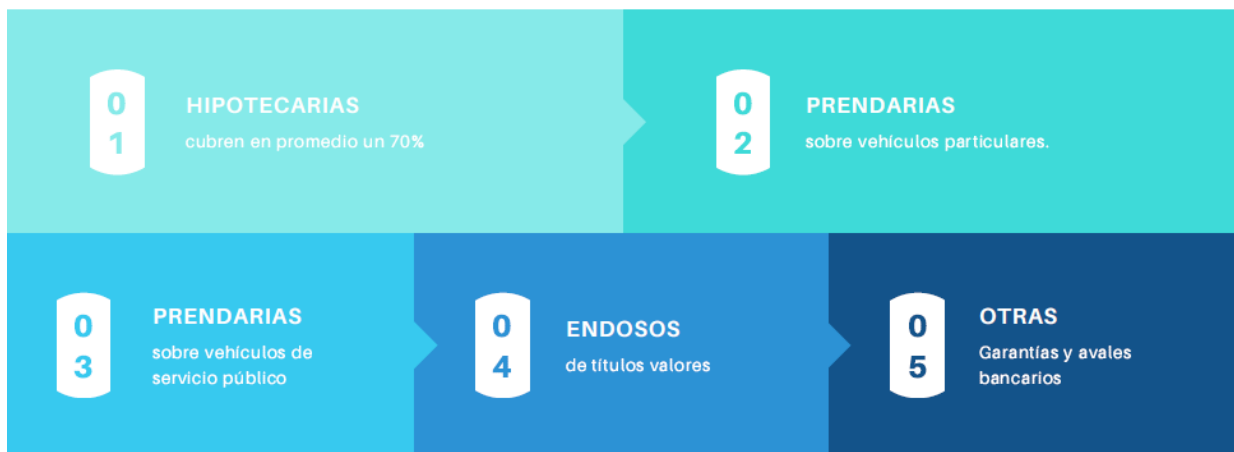 0
1
HIPOTECARIAS
cubren en promedio un 70%
0
2
PRENDARIAS
sobre vehículos particulares.
0
3
PRENDARIAS
sobre vehículos de
servicio público
0
4
ENDOSOS
de títulos valores
0
5
OTRAS
Garantías y avales
bancarios